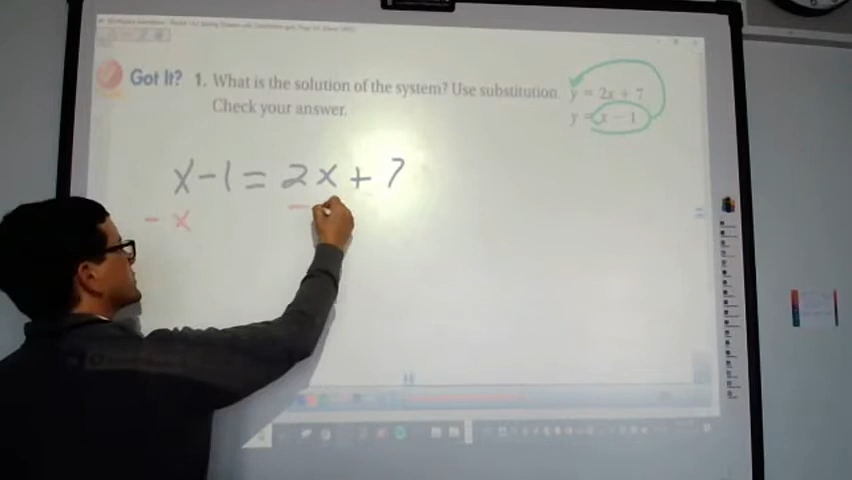 Got It? 1. What is the solution of the system? Use substitution. y = 2x + 7
y = x - 1
Check your answer.
x - 1 = 2x + 7
- x -